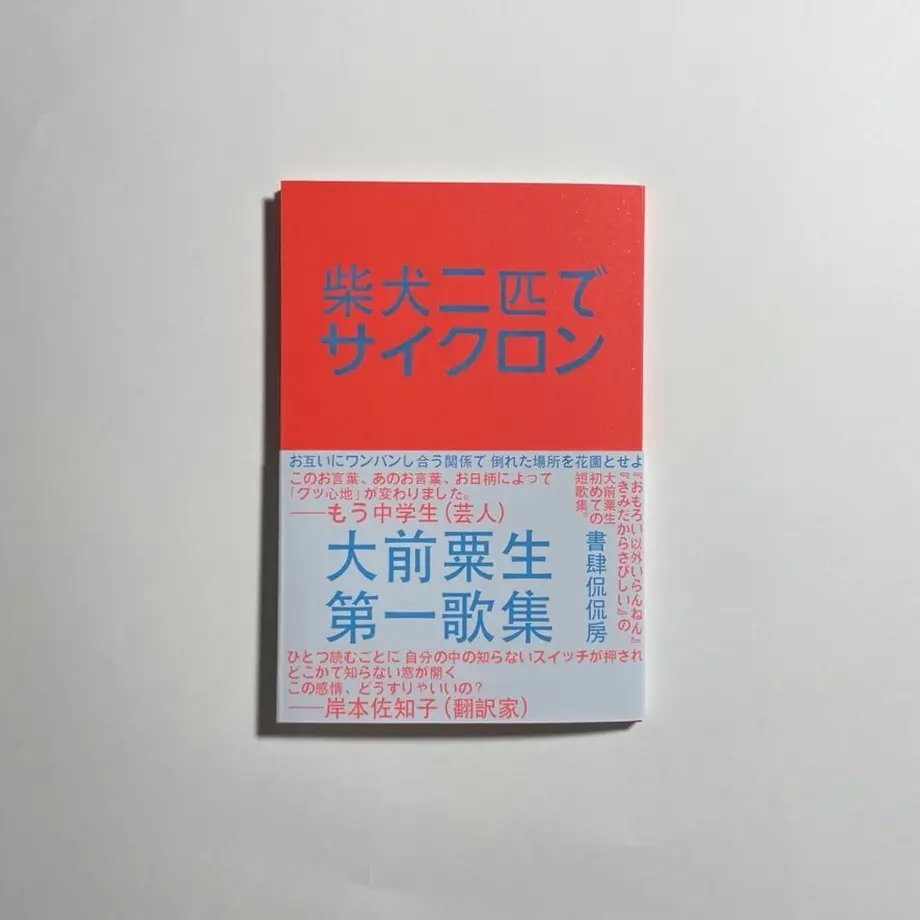 柴犬二匹で
サイクロン
お互いにワンパンし合う関係で 倒れた場所を花園とせよ
このお言葉、あのお言葉、お日柄によって
「グッ心地」が変わりました。
──もう中学生（芸人）
大前粟生
第一歌集
『おもろい以外いらんねん』
『きみだからさびしい』の
大前粟生
初めての
短歌集。
書肆侃侃房
ひとつ読むごとに 自分の中の知らないスイッチが押され
どこかで知らない窓が開く
この感情、どうすりゃいいの？
──岸本佐知子（翻訳家）